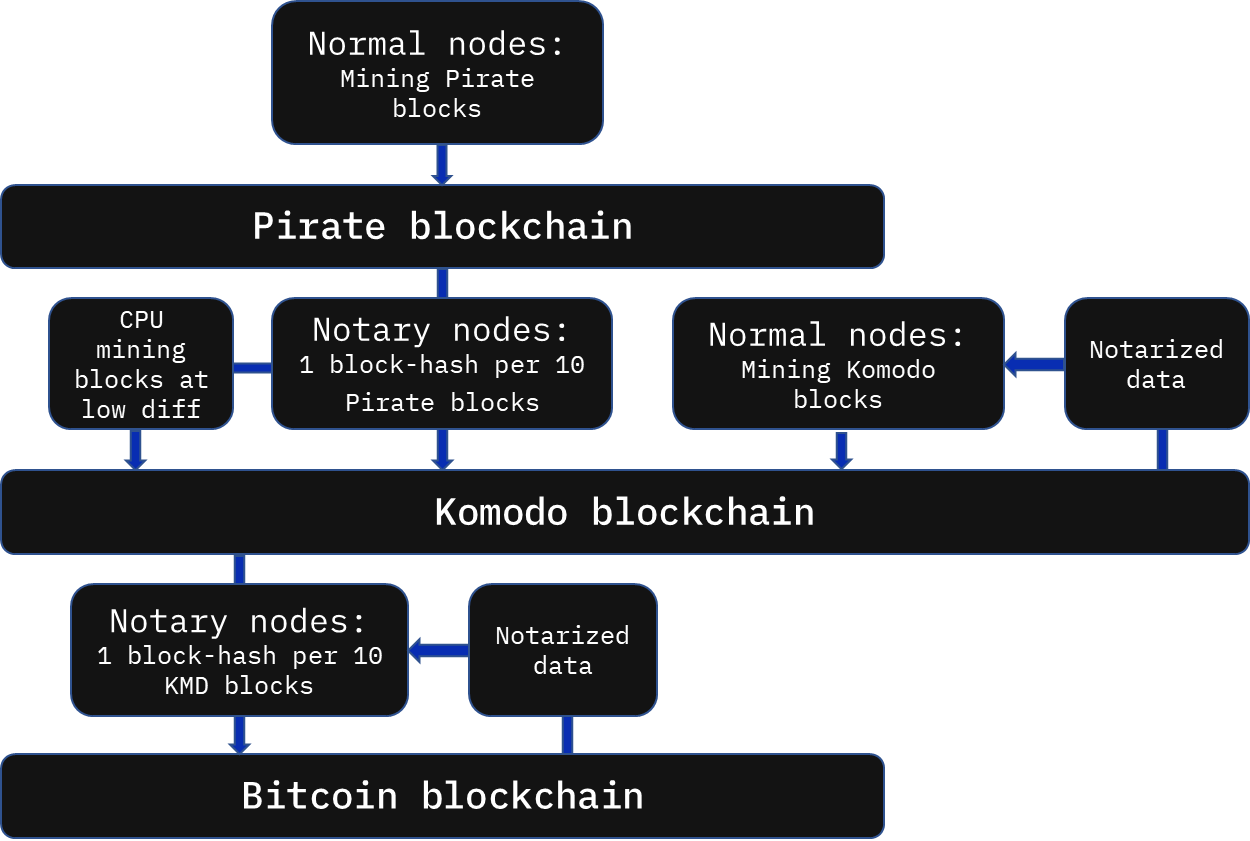 Normal nodes:
Mining Pirate
blocks
Pirate blockchain
CPU
mining
blocks at
low diff
Notary nodes:
1 block-hash per 10
Pirate blocks
Normal nodes:
Mining Komodo
blocks
Notarized
data
Komodo blockchain
Notary nodes:
1 block-hash per 10
KMD blocks
Notarized
data
Bitcoin blockchain